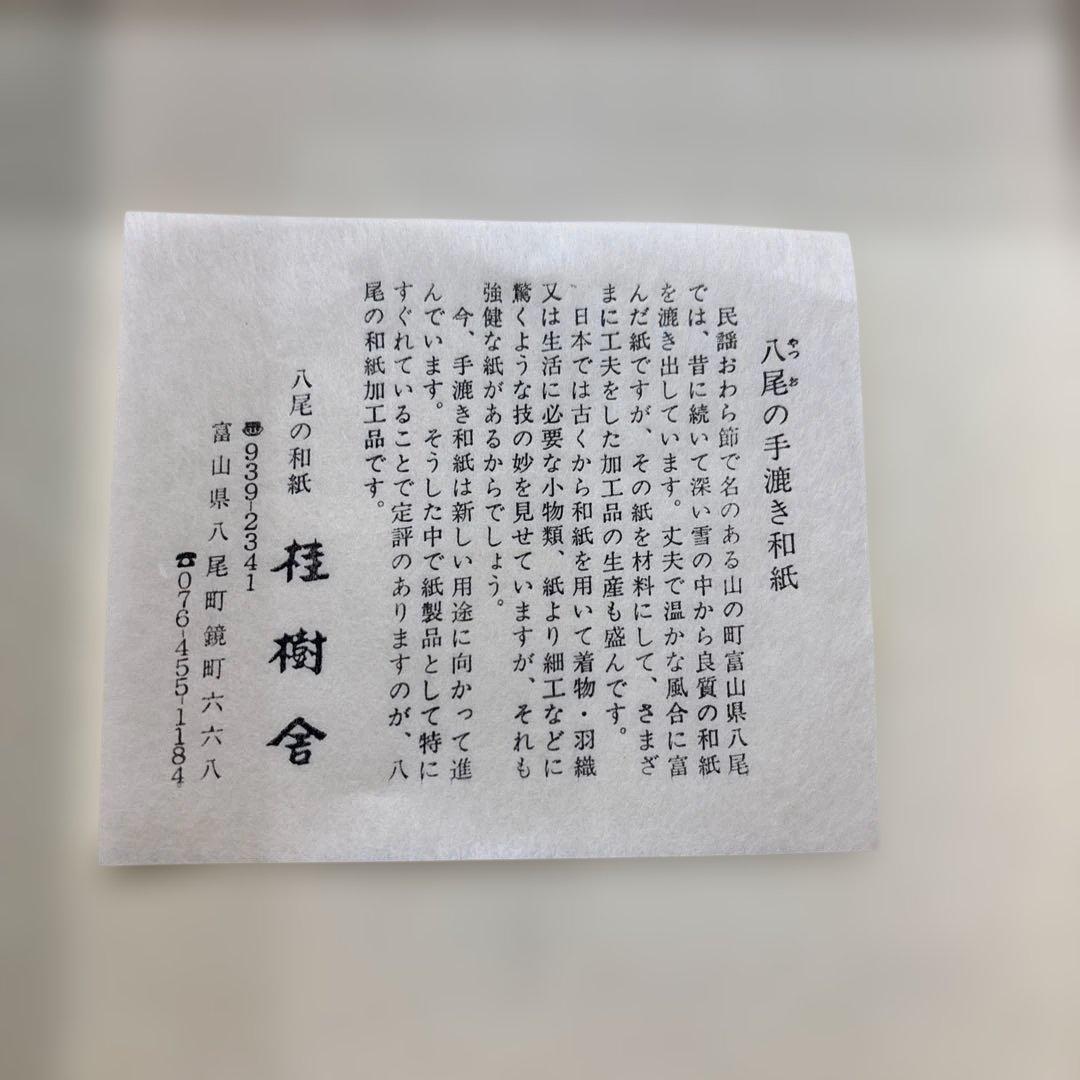 八尾の手漉き和紙
やつお
民謡おわら節で名のある山の町富山県八尾
では、昔に続いて深い雪の中から良質の和紙
を漉き出しています。丈夫で温かな風合に富
んだ紙ですが、その紙を材料にして、さまざ
まに工夫をした加工品の生産も盛んです。
日本では古くから和紙を用いて着物・羽織
又は生活に必要な小物類、紙より細工などに
驚くような技の妙を見せていますが、それも
強健な紙があるからでしょう。
今、手漉き和紙は新しい用途に向かって進
んでいます。そうした中で紙製品として特に
すぐれていることで定評のありますのが、八
尾の和紙加工品です。
八尾の和紙 桂樹舎
〠939-2341
富山県八尾町鏡町六六八
☎076-455-1184